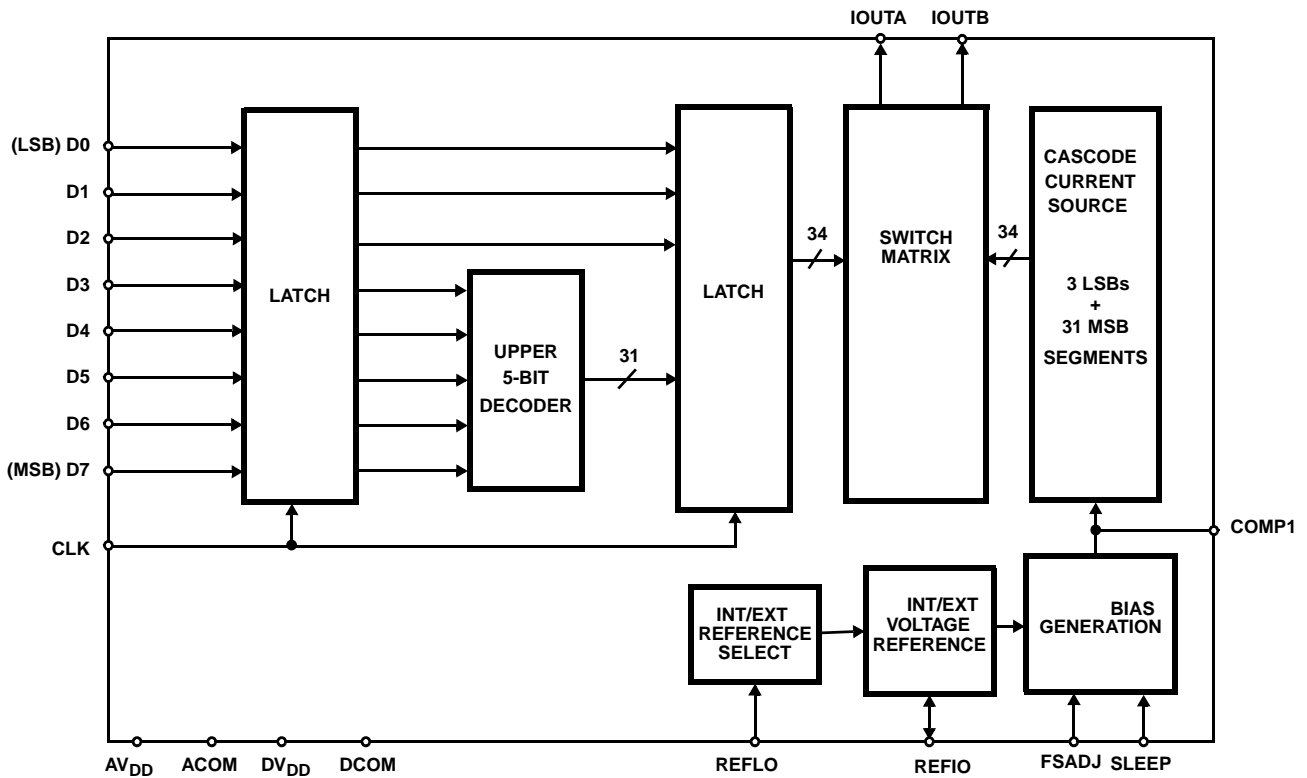 IOUTA IOUTB
(LSB) D0
D1
D2
D3
D4
D5
D6
(MSB) D7
CLK
LATCH
UPPER
5-BIT
DECODER
31
LATCH
34
SWITCH
MATRIX
34
CASCODE
CURRENT
SOURCE
3 LSBs
+
31 MSB
SEGMENTS
COMP1
INT/EXT
REFERENCE
SELECT
INT/EXT
VOLTAGE
REFERENCE
BIAS
GENERATION
AVDD ACOM DVDD DCOM REFLO REFIO FSADJ SLEEP